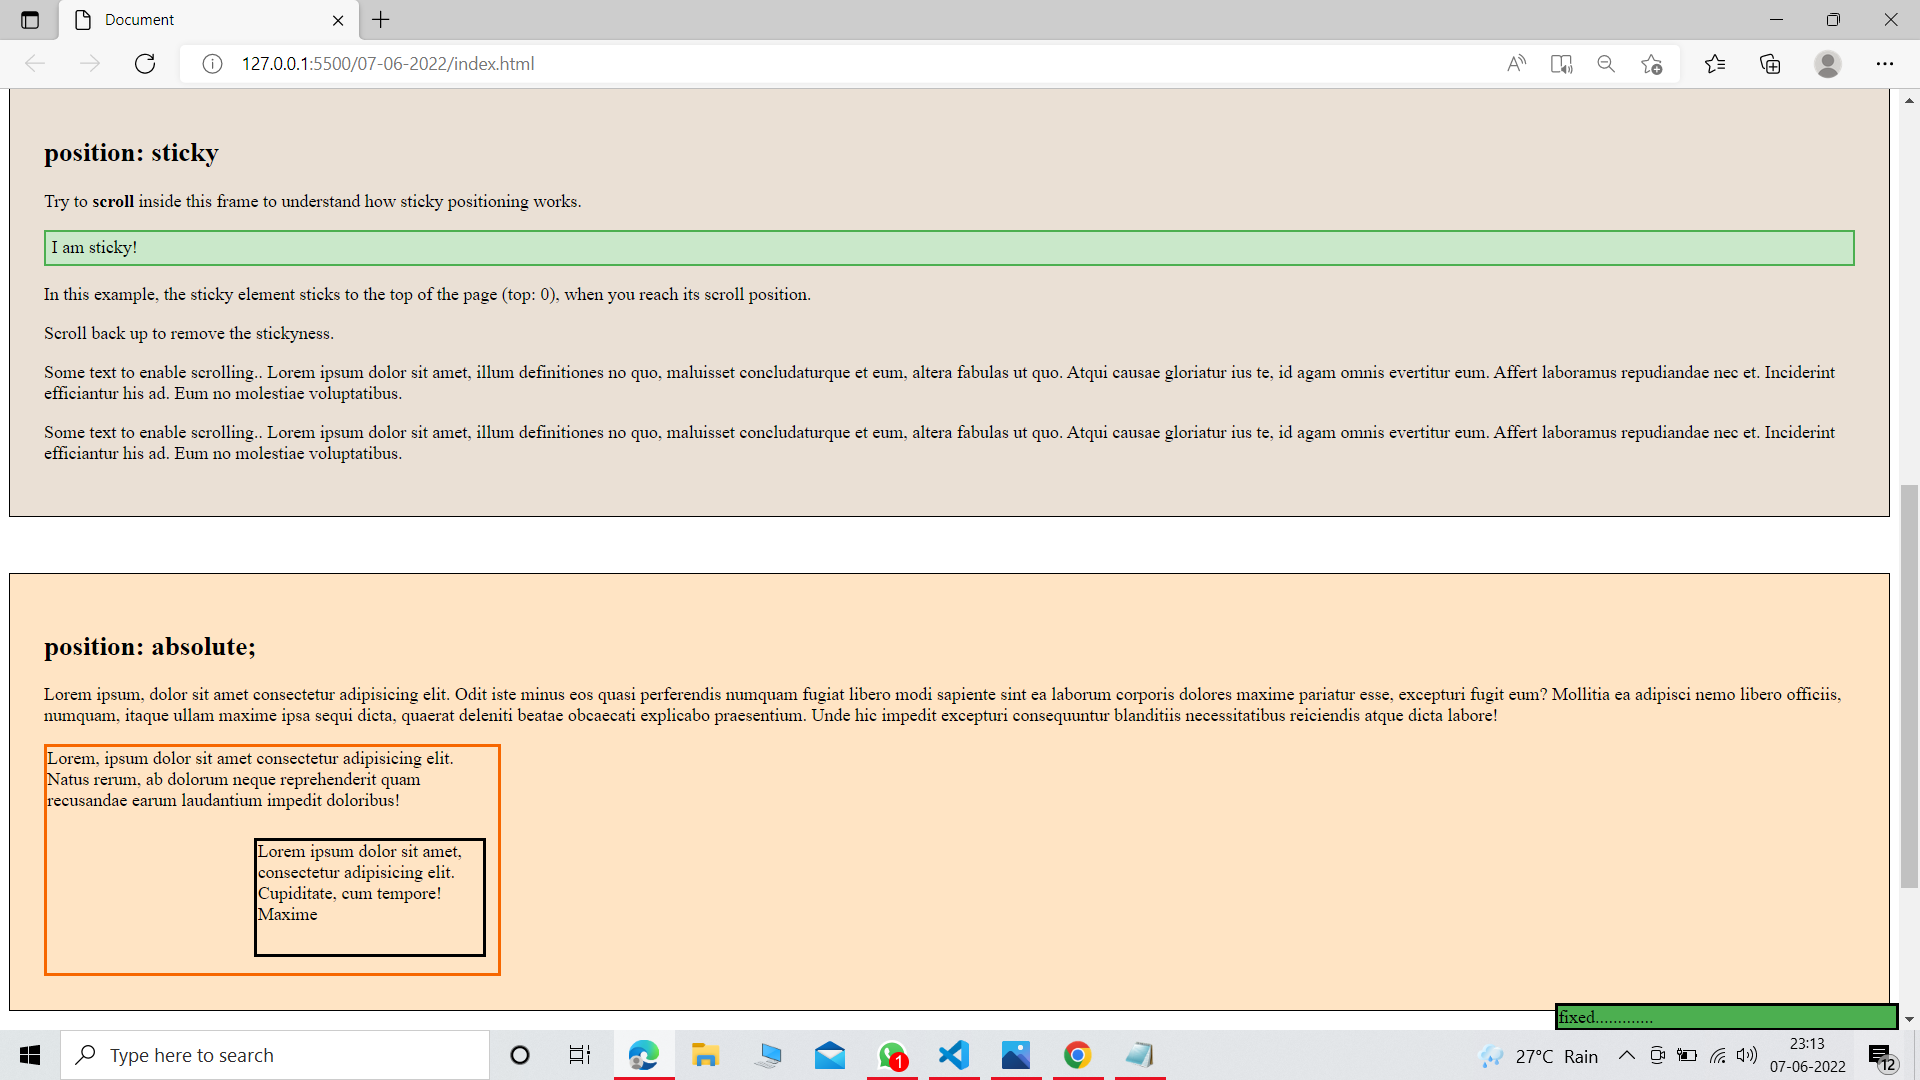 Document
127.0.0.1:5500/07-06-2022/index.html
position: sticky
Try to scroll inside this frame to understand how sticky positioning works.
I am sticky!
In this example, the sticky element sticks to the top of the page (top: 0), when you reach its scroll position.
Scroll back up to remove the stickyness.
Some text to enable scrolling.. Lorem ipsum dolor sit amet, illum definitiones no quo, maluisset concludaturque et eum, altera fabulas ut quo. Atqui causae gloriatur ius te, id agam omnis evertitur eum. Affert laboramus repudiandae nec et. Inciderint
efficiantur his ad. Eum no molestiae voluptatibus.
Some text to enable scrolling.. Lorem ipsum dolor sit amet, illum definitiones no quo, maluisset concludaturque et eum, altera fabulas ut quo. Atqui causae gloriatur ius te, id agam omnis evertitur eum. Affert laboramus repudiandae nec et. Inciderint
efficiantur his ad. Eum no molestiae voluptatibus.
position: absolute;
Lorem ipsum, dolor sit amet consectetur adipisicing elit. Odit iste minus eos quasi perferendis numquam fugiat libero modi sapiente sint ea laborum corporis dolores maxime pariatur esse, excepturi fugit eum? Mollitia ea adipisci nemo libero officiis,
numquam, itaque ullam maxime ipsa sequi dicta, quaerat deleniti beatae obcaecati explicabo praesentium. Unde hic impedit excepturi consequuntur blanditiis necessitatibus reiciendis atque dicta labore!
Lorem, ipsum dolor sit amet consectetur adipisicing elit.
Natus rerum, ab dolorum neque reprehenderit quam
recusandae earum laudantium impedit doloribus!
Lorem ipsum dolor sit amet,
consectetur adipisicing elit.
Cupiditate, cum tempore!
Maxime
fixed.............
Type here to search
1
27°C Rain
23:13
07-06-2022
12